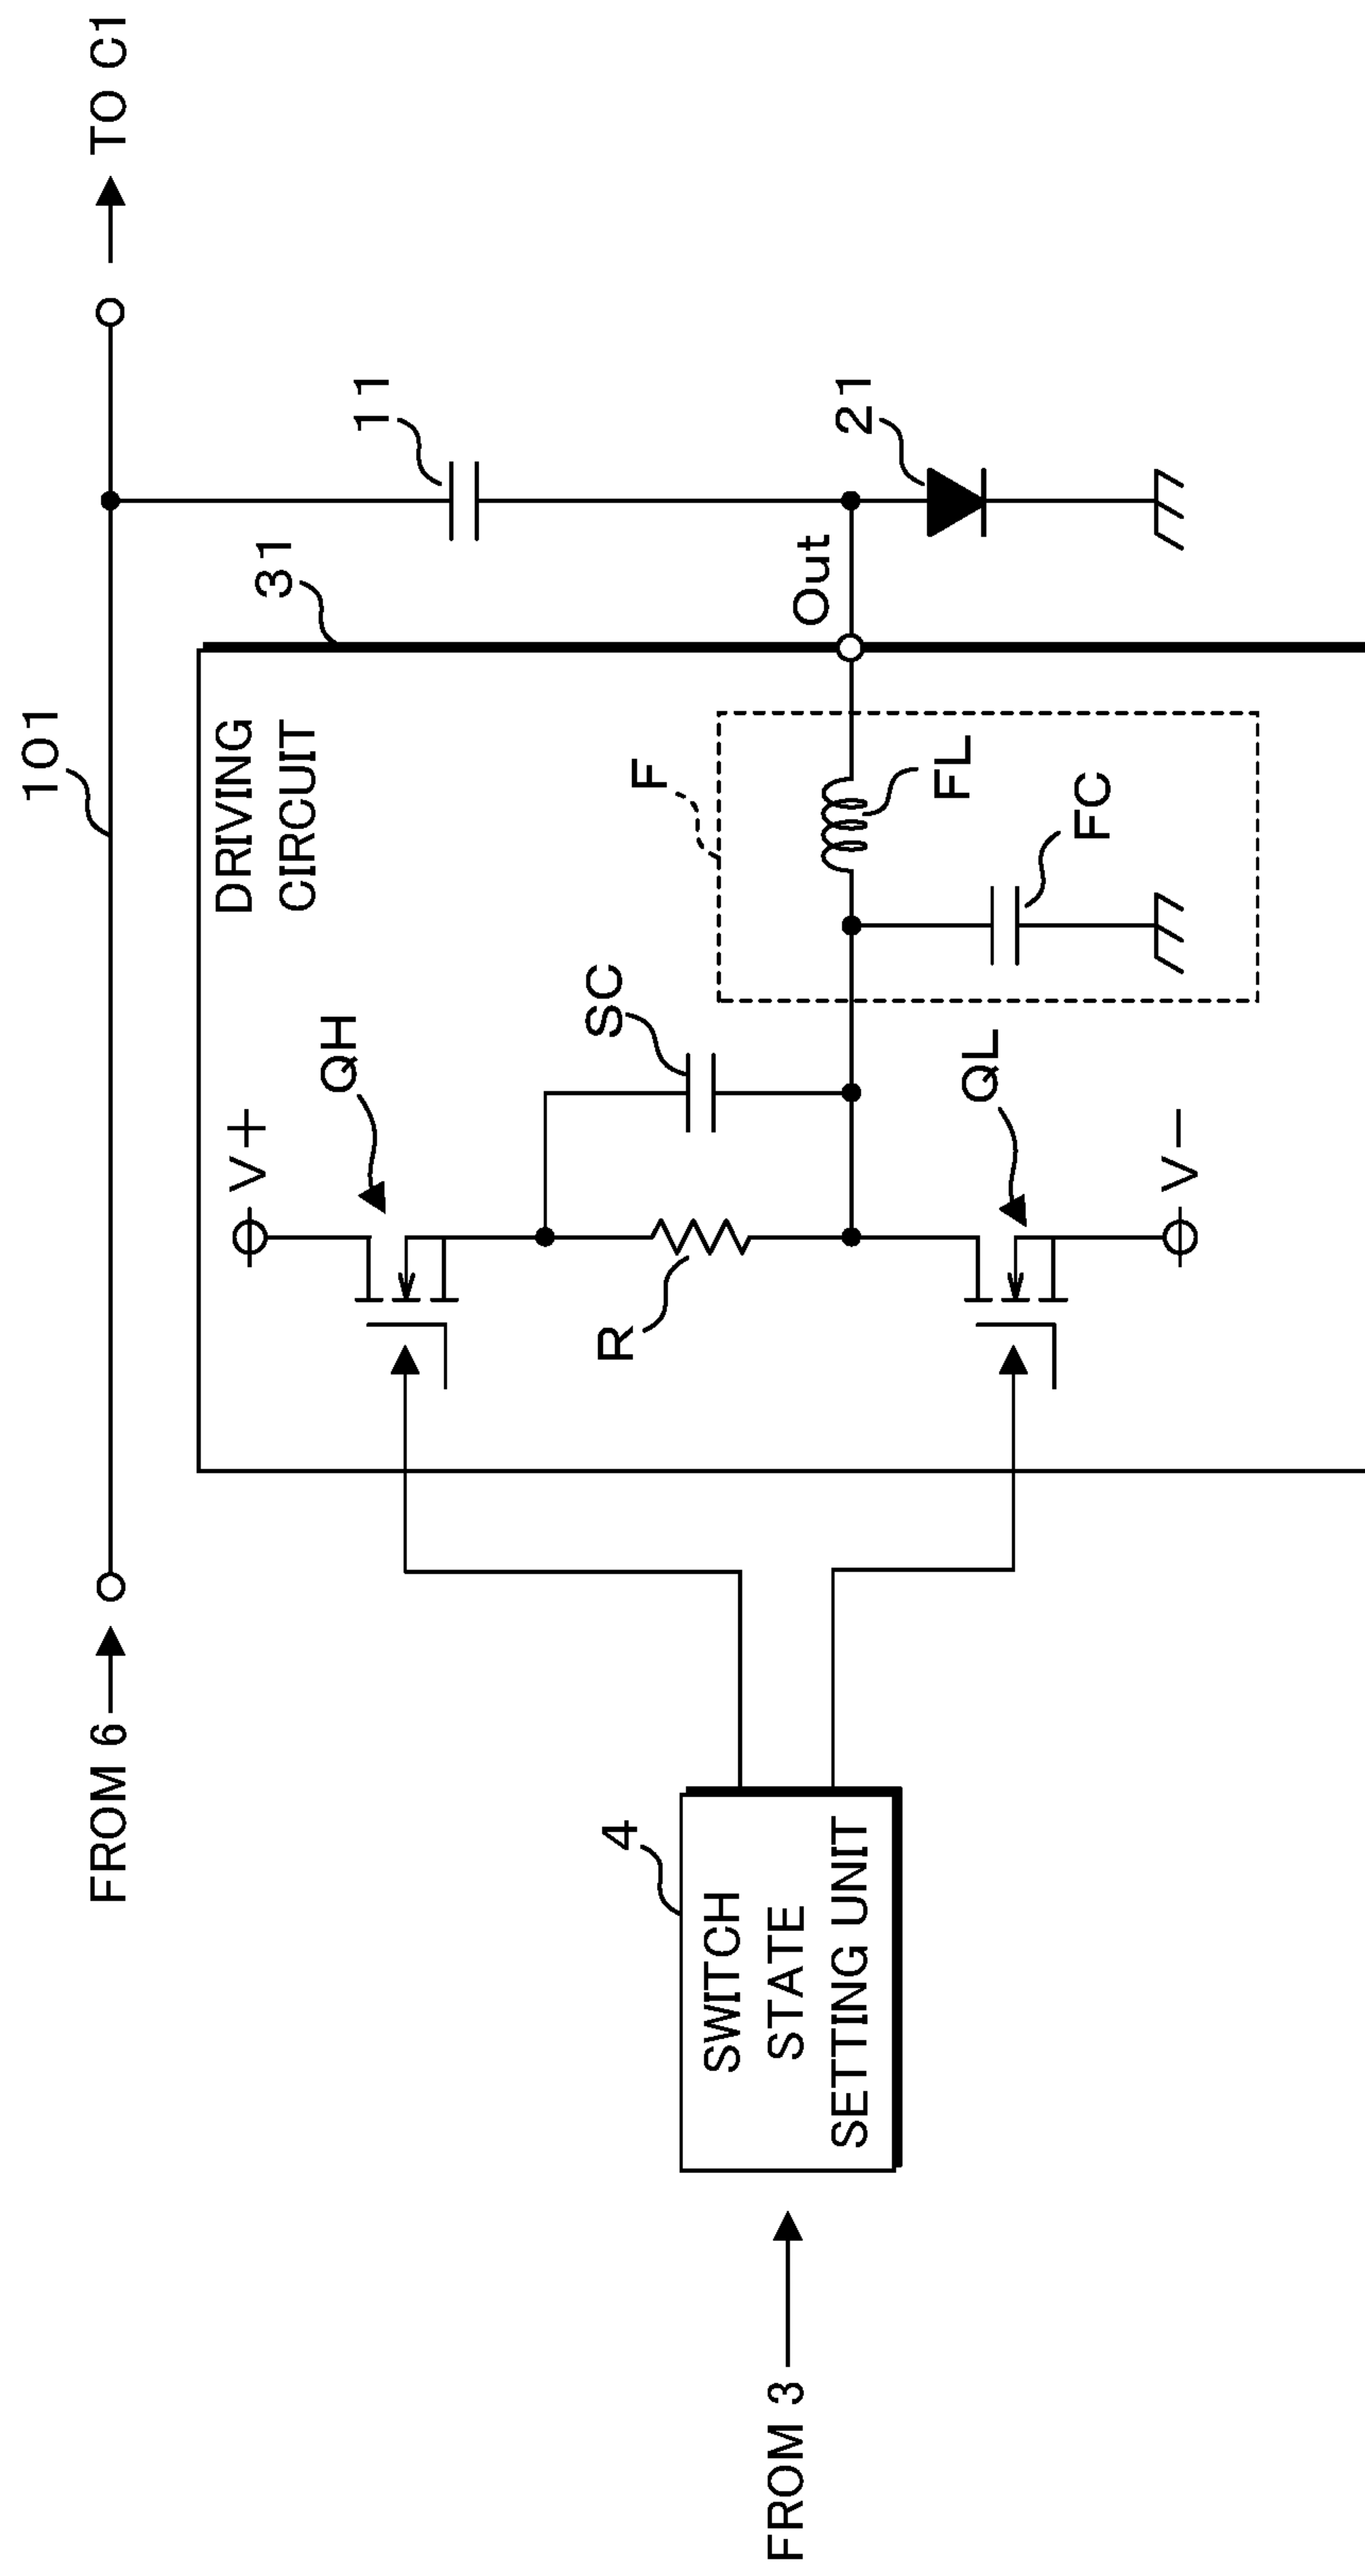 101
FROM 6
TO C1
31
11
DRIVING
CIRCUIT
V+
QH
SC
F
R
Out
21
FL
FC
QL
V−
4
SWITCH
STATE
SETTING UNIT
FROM 3